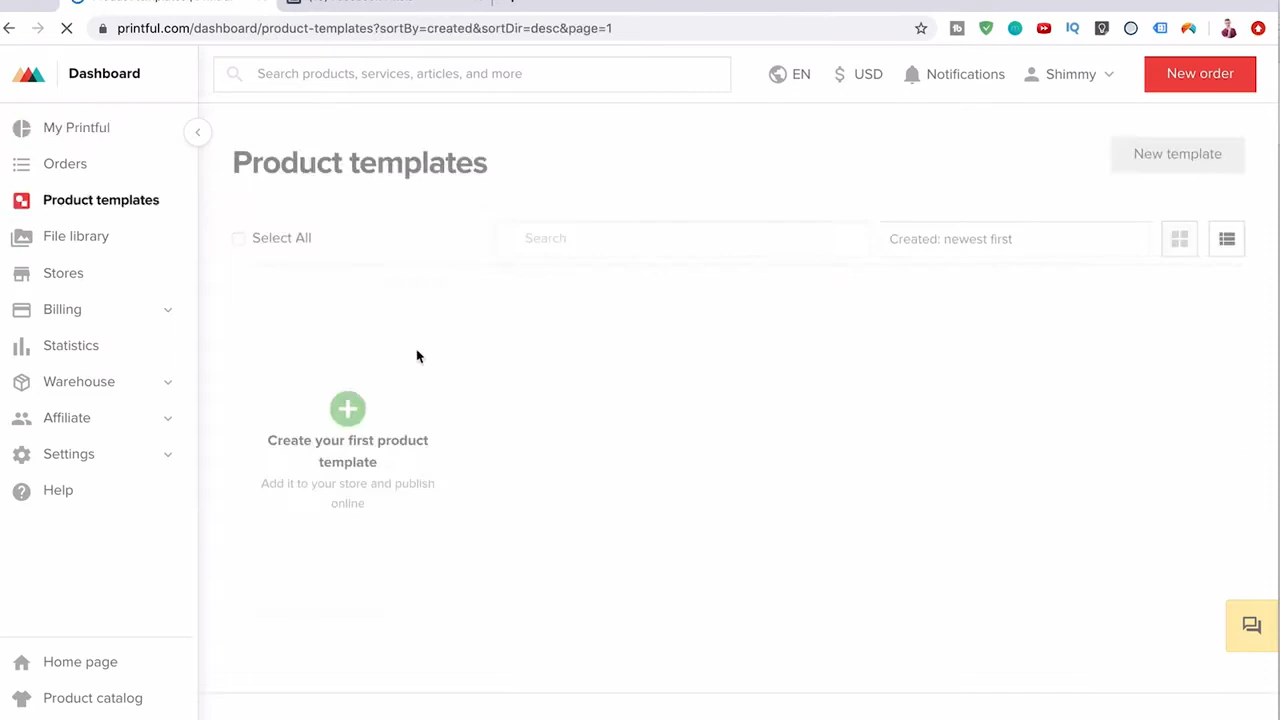 printful.com/dashboard/product-templates?sortBy=created&sortDir=desc&page=1
Dashboard
Search products, services, articles, and more
EN
$ USD
Notifications
Shimmy
New order
My Printful
Orders
Product templates
File library
Stores
Billing
Statistics
Warehouse
Affiliate
Settings
Help
Home page
Product catalog
Product templates
New template
Select All
Search
Created: newest first
Create your first product
template
Add it to your store and publish
online